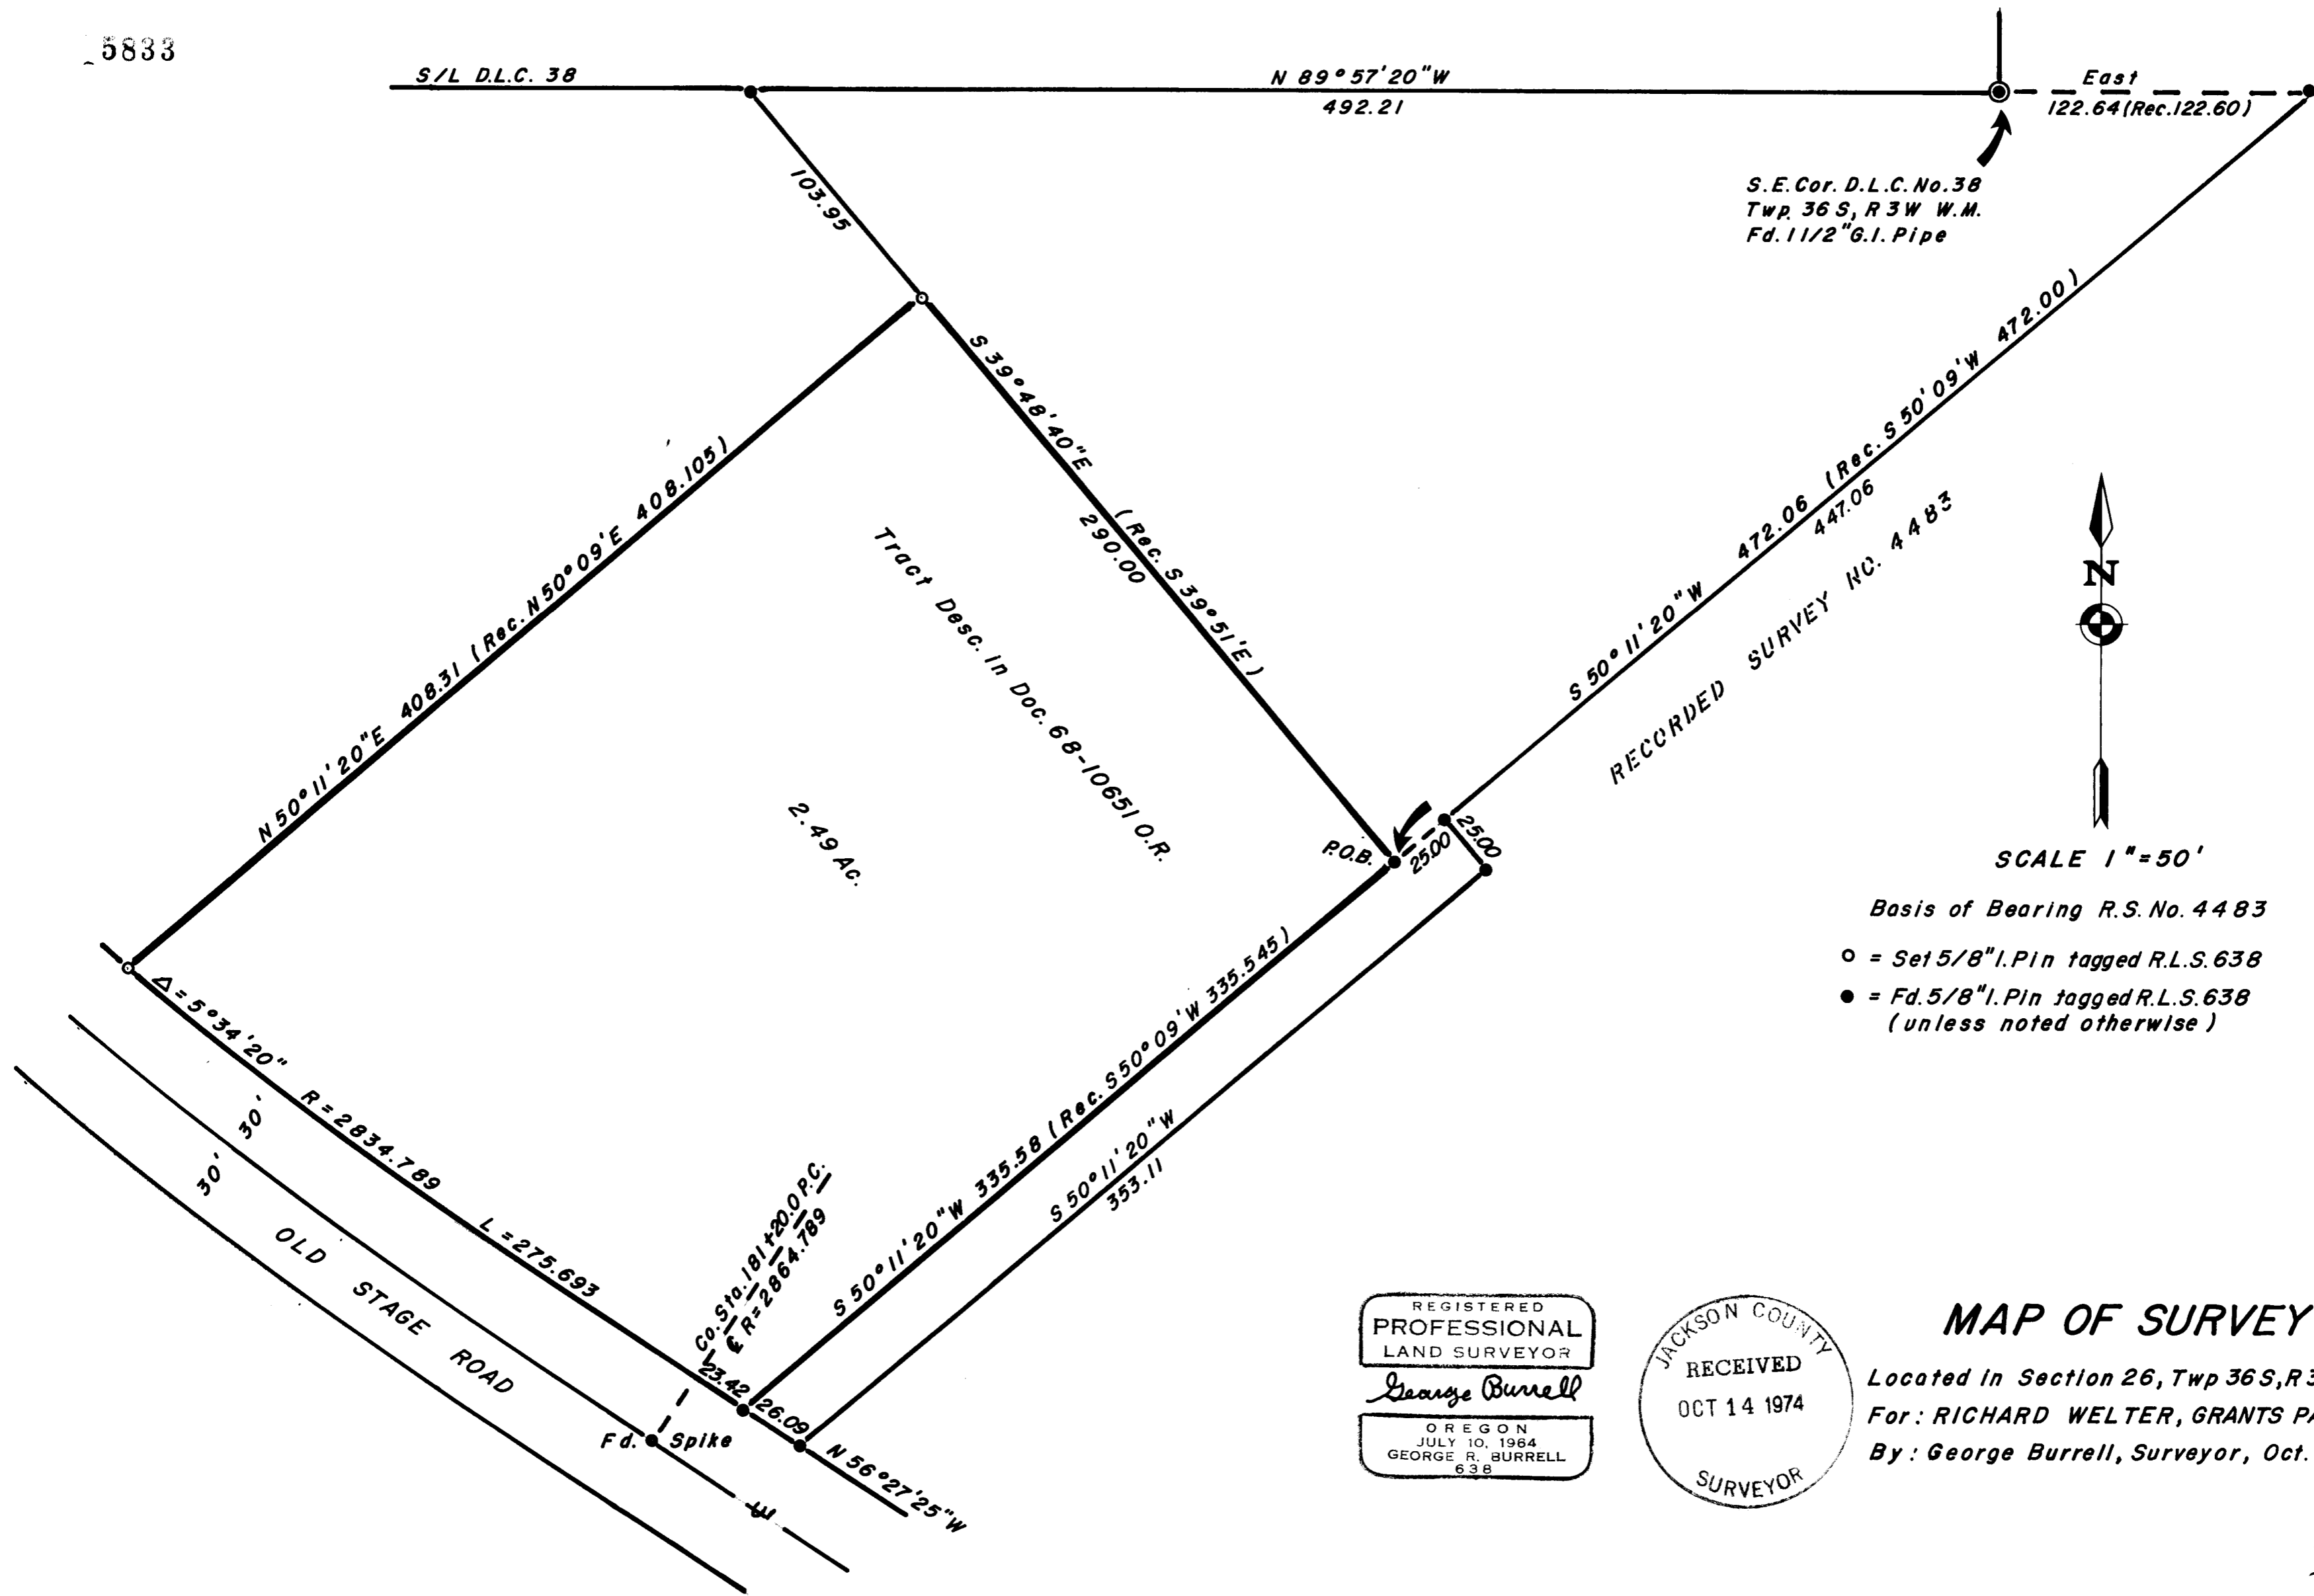 5833
S/L D.L.C. 38
N 89°57'20"W
492.21
East
122.64 (Rec.122.60)
S.E. Cor. D.L.C. No.38
Twp. 36 S, R 3 W W.M.
Fd. 1 1/2" G.I. Pipe
103.95
S 39°48'40"E (Rec. S 39°51'E)
290.00
N 50°11'20"E 408.31 (Rec. N 50°09'E 408.105)
Tract Desc. in Doc. 68-10651 O.R.
2.49 Ac.
S 50°11'20"W 472.06 (Rec. S 50'09'W 472.00)
447.06
RECORDED SURVEY NO. 4483
N
SCALE 1"=50'
Basis of Bearing R.S. No. 4483
o = Set 5/8" I. Pin tagged R.L.S. 638
● = Fd. 5/8" I. Pin tagged R.L.S. 638
(unless noted otherwise)
P.O.B.
25.00
25.00
S 50°11'20"W 335.58 (Rec. S 50°09'W 335.545)
S 50°11'20"W
353.11
Δ=5°34'20" R=2834.789 L=275.693
30'
30'
OLD STAGE ROAD
Co. Sta. 181+20.0 P.C.
℄ R=2864.789
23.42
26.09
N 56°27'25"W
Fd. Spike
℄
REGISTERED
PROFESSIONAL
LAND SURVEYOR
George Burrell
OREGON
JULY 10, 1964
GEORGE R. BURRELL
638
JACKSON COUNTY
RECEIVED
OCT 14 1974
SURVEYOR
MAP OF SURVEY
Located in Section 26, Twp 36 S, R 3
For: RICHARD WELTER, GRANTS PA
By: George Burrell, Surveyor, Oct.